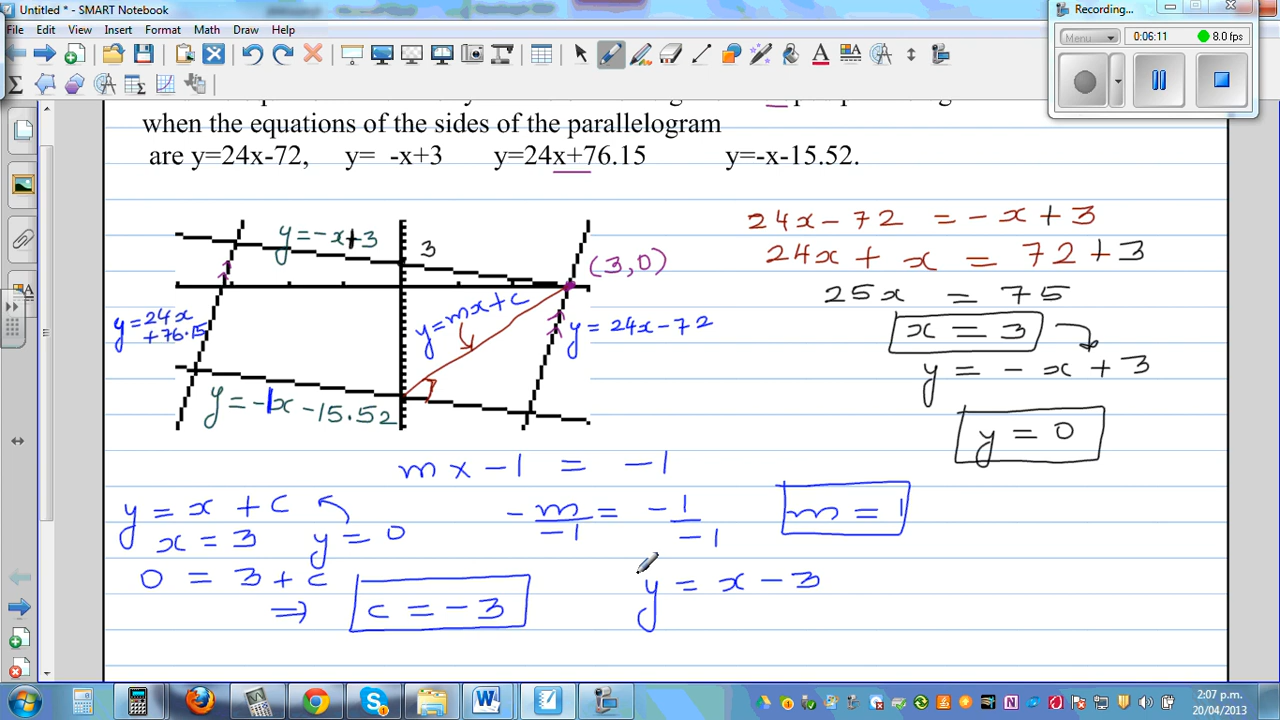 Untitled * - SMART Notebook
File Edit View Insert Format Math Draw Help
Recording...
Menu
0:06:11
8.0 fps
when the equations of the sides of the parallelogram
are y=24x-72, y= -x+3 y=24x+76.15 y=-x-15.52.
y=-x+3
3
(3,0)
y=mx+c
y=24x
+76.15
y=24x-72
y=-1x-15.52
24x-72 = -x+3
24x + x = 72+3
25x = 75
x = 3
y = -x+3
y = 0
m x -1 = -1
-m/-1 = -1/-1
m = 1
y = x + c
x = 3 y = 0
0 = 3 + c
⇒ c = -3
y = x - 3
2:07 p.m.
20/04/2013